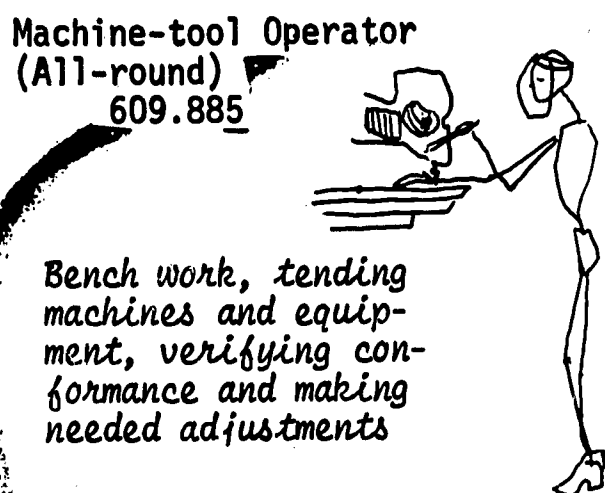 Machine-tool Operator
(All-round)
609.885
Bench work, tending
machines and equip-
ment, verifying con-
formance and making
needed adjustments